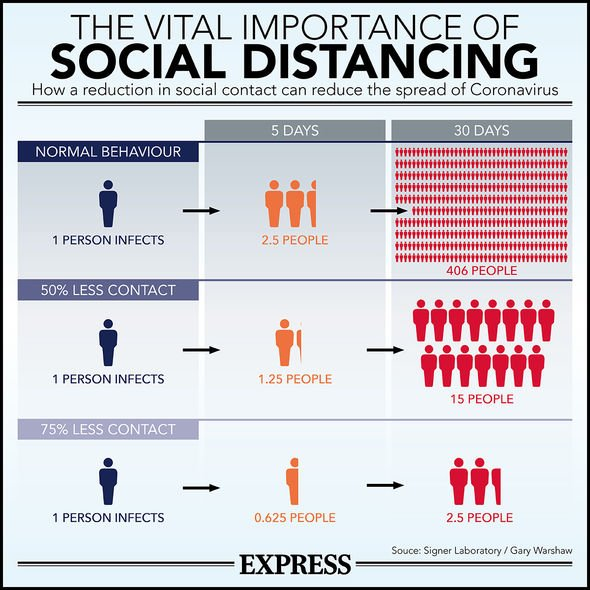 THE VITAL IMPORTANCE OF
SOCIAL DISTANCING
How a reduction in social contact can reduce the spread of Coronavirus
5 DAYS
30 DAYS
NORMAL BEHAVIOUR
1 PERSON INFECTS
2.5 PEOPLE
406 PEOPLE
50% LESS CONTACT
1 PERSON INFECTS
1.25 PEOPLE
15 PEOPLE
75% LESS CONTACT
1 PERSON INFECTS
0.625 PEOPLE
2.5 PEOPLE
Souce: Signer Laboratory / Gary Warshaw
EXPRESS